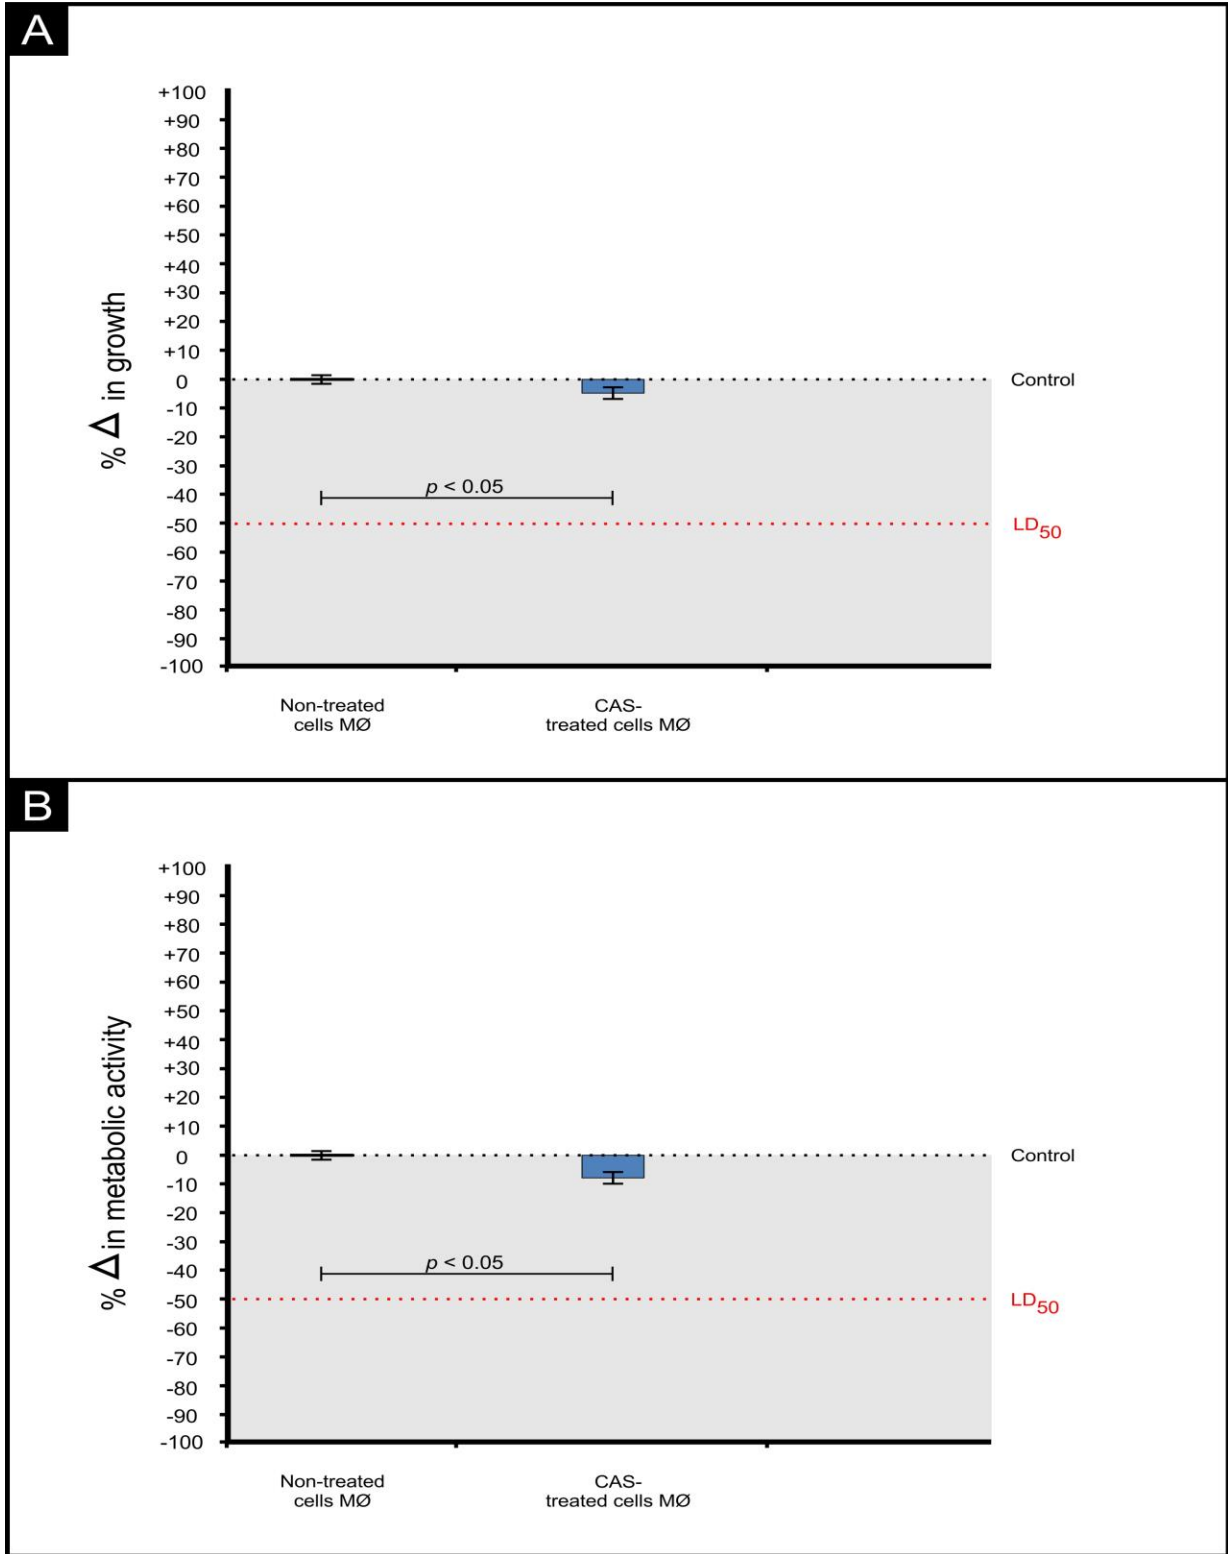 A
+100
+90
+80
+70
+60
+50
+40
+30
+20
+10
0
-10
-20
-30
-40
-50
-60
-70
-80
-90
-100
% Δ in growth
Control
p < 0.05
LD50
Non-treated
cells MØ
CAS-
treated cells MØ
B
+100
+90
+80
+70
+60
+50
+40
+30
+20
+10
0
-10
-20
-30
-40
-50
-60
-70
-80
-90
-100
% Δ in metabolic activity
Control
p < 0.05
LD50
Non-treated
cells MØ
CAS-
treated cells MØ